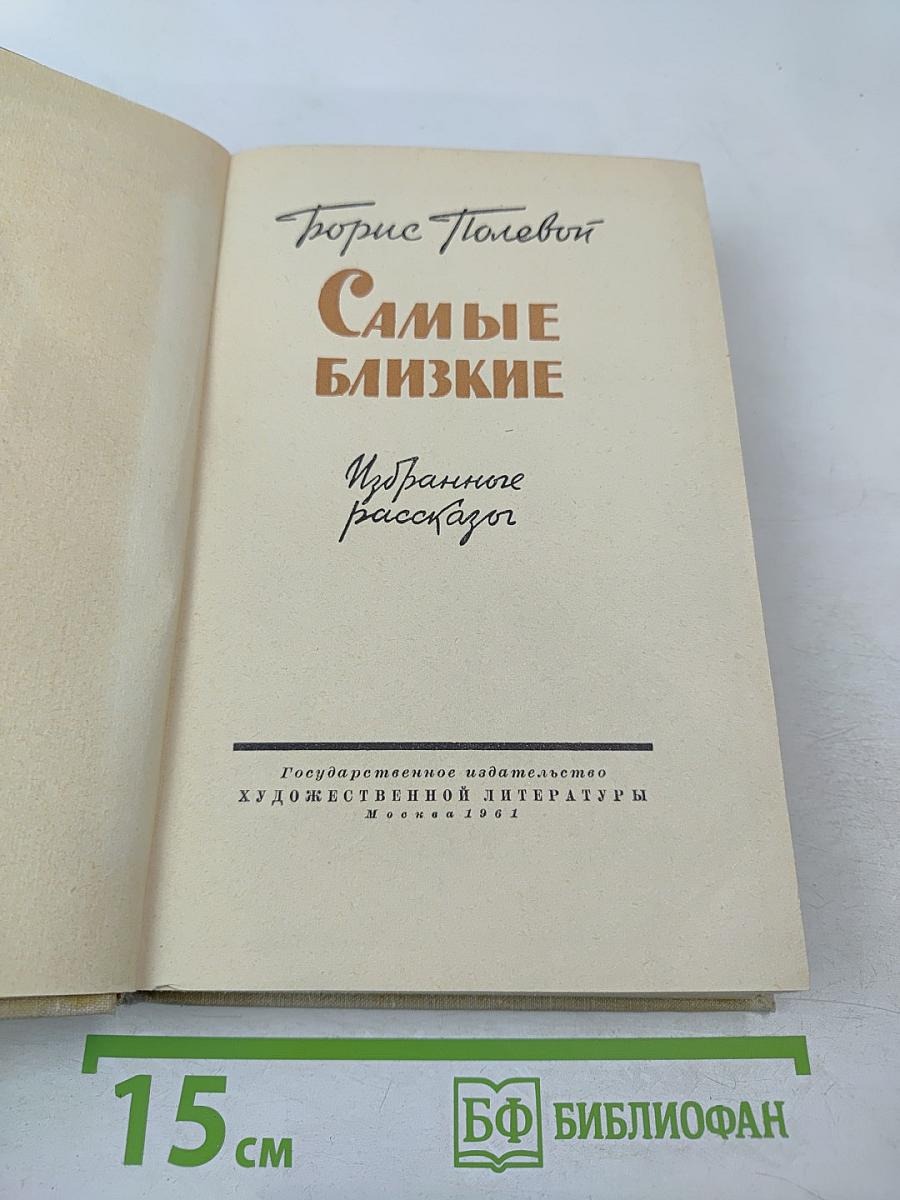 Борис Полевой
Самые
близкие
Избранные
рассказы
Государственное издательство
ХУДОЖЕСТВЕННОЙ ЛИТЕРАТУРЫ
Москва 1961
15 см
БФ БИБЛИОФАН